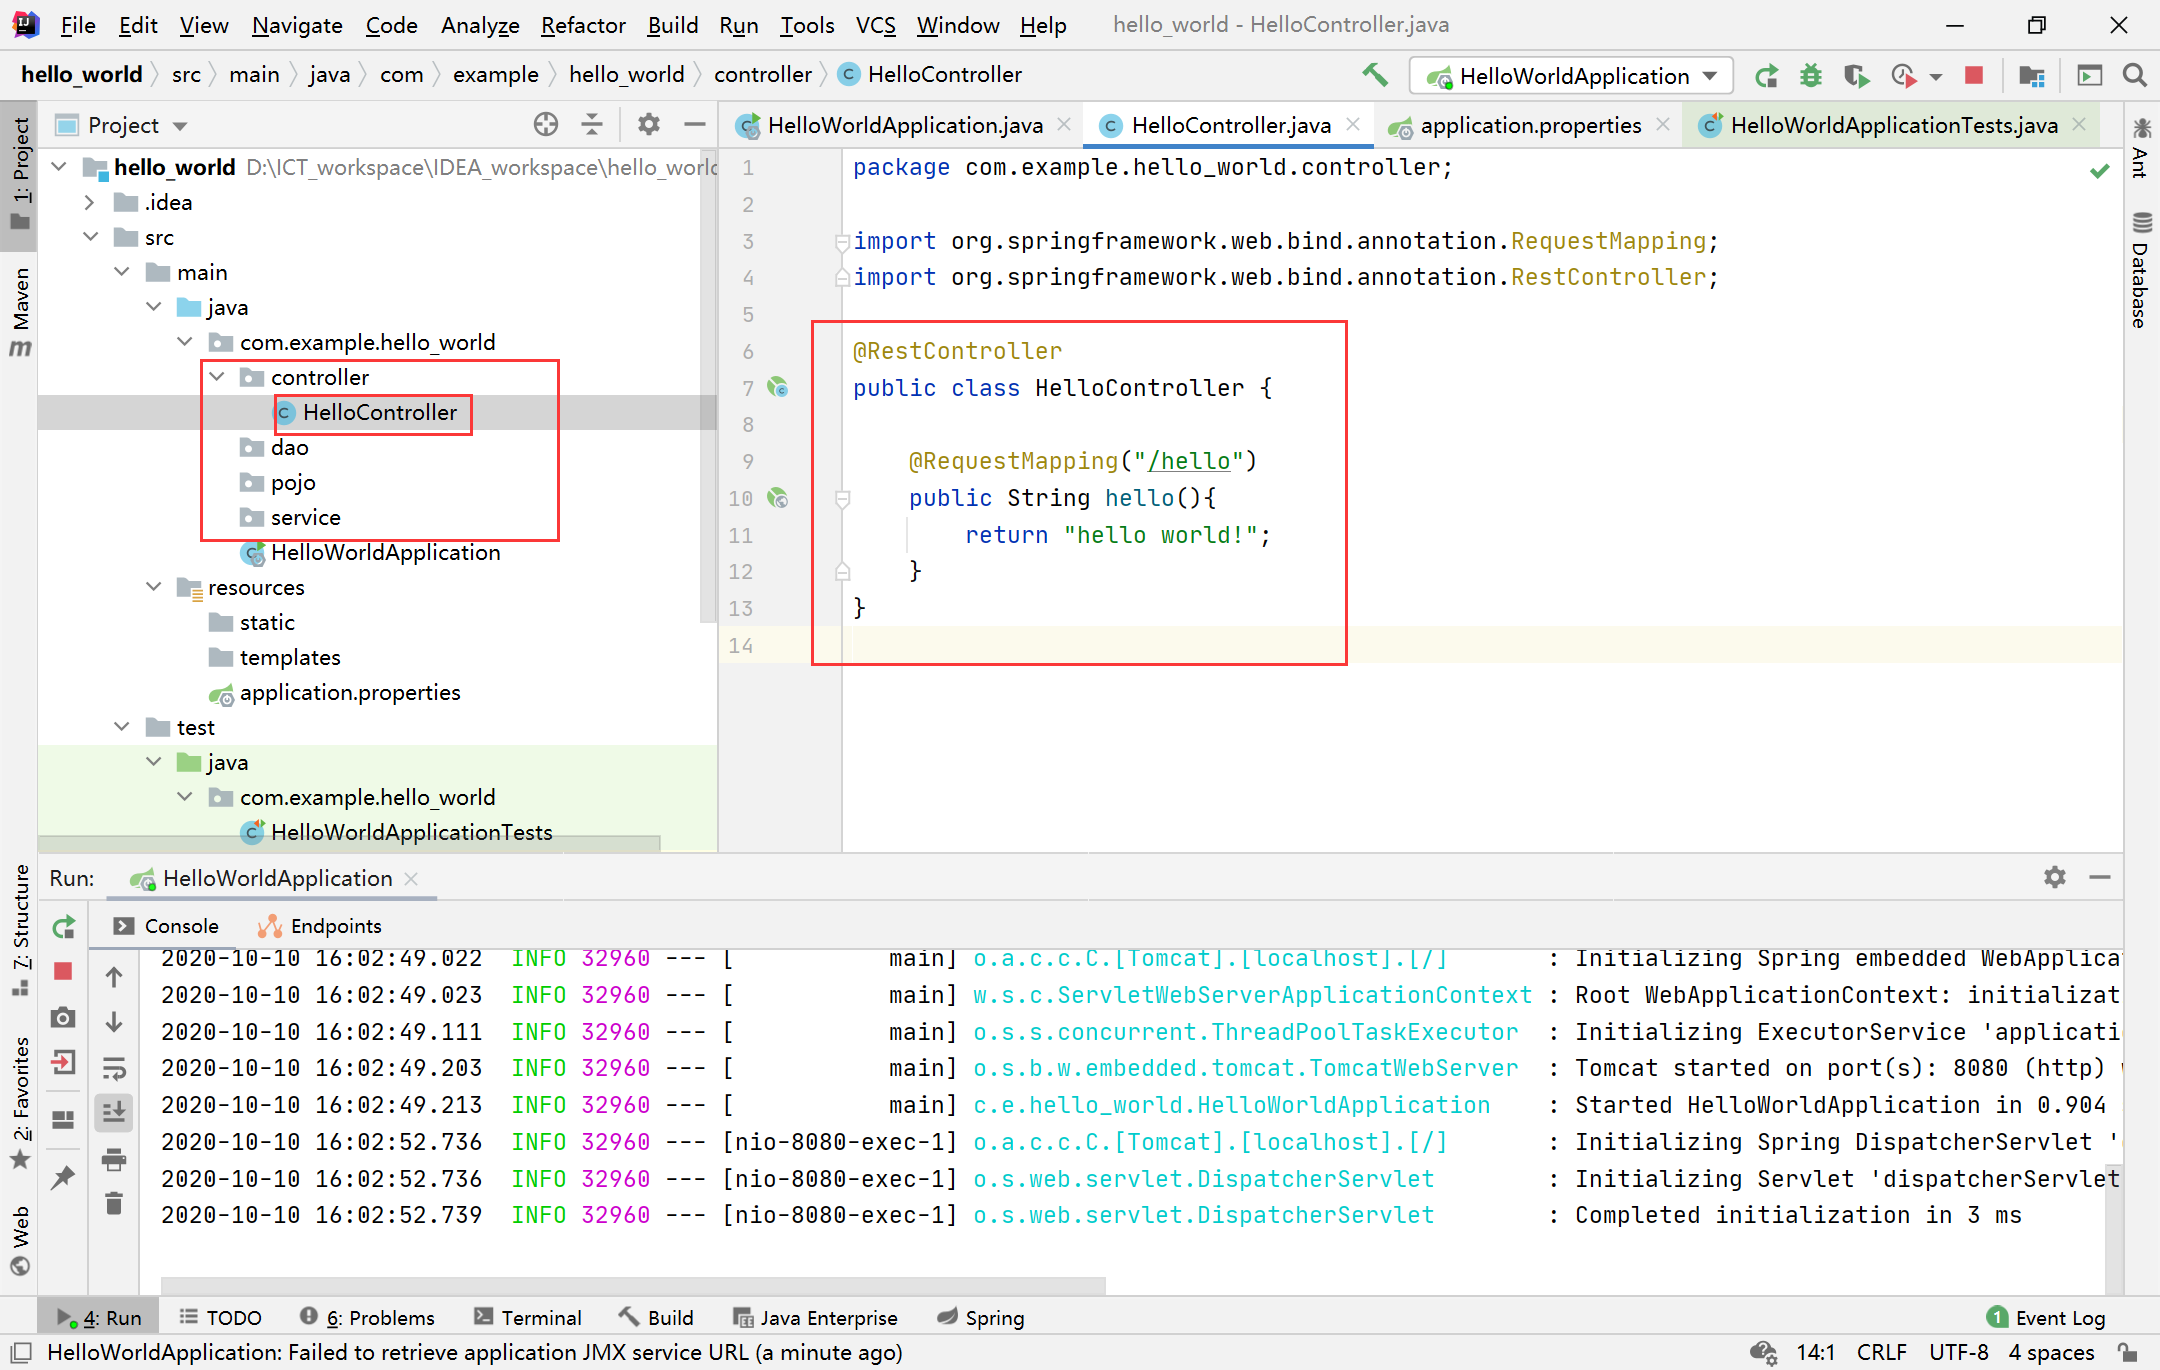 File Edit View Navigate Code Analyze Refactor Build Run Tools VCS Window Help hello_world - HelloController.java
hello_world src main java com example hello_world controller HelloController HelloWorldApplication
1: Project
Maven
7: Structure
2: Favorites
Web
Project
hello_world D:\ICT_workspace\IDEA_workspace\hello_world
.idea
src
main
java
com.example.hello_world
controller
HelloController
dao
pojo
service
HelloWorldApplication
resources
static
templates
application.properties
test
java
com.example.hello_world
HelloWorldApplicationTests
HelloWorldApplication.java HelloController.java application.properties HelloWorldApplicationTests.java
1 package com.example.hello_world.controller;
2
3 import org.springframework.web.bind.annotation.RequestMapping;
4 import org.springframework.web.bind.annotation.RestController;
5
6 @RestController
7 public class HelloController {
8
9 @RequestMapping("/hello")
10 public String hello(){
11 return "hello world!";
12 }
13 }
14
Ant
Database
Run: HelloWorldApplication
Console Endpoints
2020-10-10 16:02:49.022 INFO 32960 --- [ main] o.a.c.c.C.[Tomcat].[localhost].[/] : Initializing Spring embedded WebApplica
2020-10-10 16:02:49.023 INFO 32960 --- [ main] w.s.c.ServletWebServerApplicationContext : Root WebApplicationContext: initializat
2020-10-10 16:02:49.111 INFO 32960 --- [ main] o.s.s.concurrent.ThreadPoolTaskExecutor : Initializing ExecutorService 'applicati
2020-10-10 16:02:49.203 INFO 32960 --- [ main] o.s.b.w.embedded.tomcat.TomcatWebServer : Tomcat started on port(s): 8080 (http)
2020-10-10 16:02:49.213 INFO 32960 --- [ main] c.e.hello_world.HelloWorldApplication : Started HelloWorldApplication in 0.904
2020-10-10 16:02:52.736 INFO 32960 --- [nio-8080-exec-1] o.a.c.c.C.[Tomcat].[localhost].[/] : Initializing Spring DispatcherServlet '
2020-10-10 16:02:52.736 INFO 32960 --- [nio-8080-exec-1] o.s.web.servlet.DispatcherServlet : Initializing Servlet 'dispatcherServlet
2020-10-10 16:02:52.739 INFO 32960 --- [nio-8080-exec-1] o.s.web.servlet.DispatcherServlet : Completed initialization in 3 ms
4: Run TODO 6: Problems Terminal Build Java Enterprise Spring 1 Event Log
HelloWorldApplication: Failed to retrieve application JMX service URL (a minute ago) 14:1 CRLF UTF-8 4 spaces